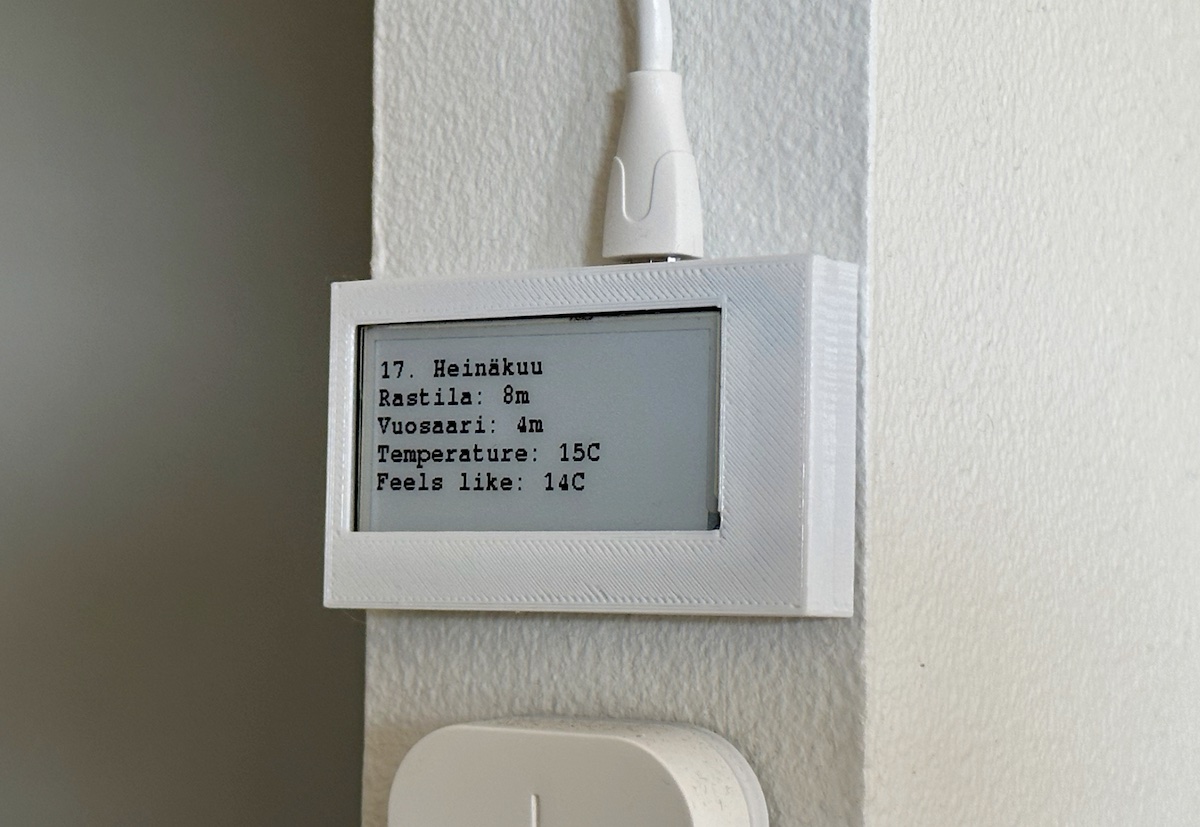 17. Heinäkuu
Rastila: 8m
Vuosaari: 4m
Temperature: 15C
Feels like: 14C